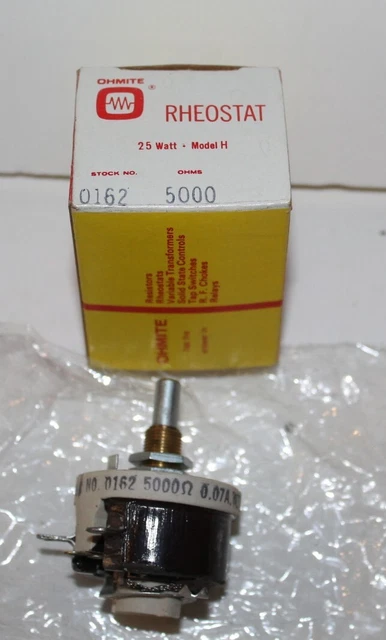 OHMITE
®
RHEOSTAT
25 Watt • Model H
STOCK NO. OHMS
0162 5000
Resistors
Rheostats
Variable Transformers
Solid State Controls
Tap Switches
R. F. Chokes
Relays
OHMITE
NO. 0162 5000Ω 0.07A